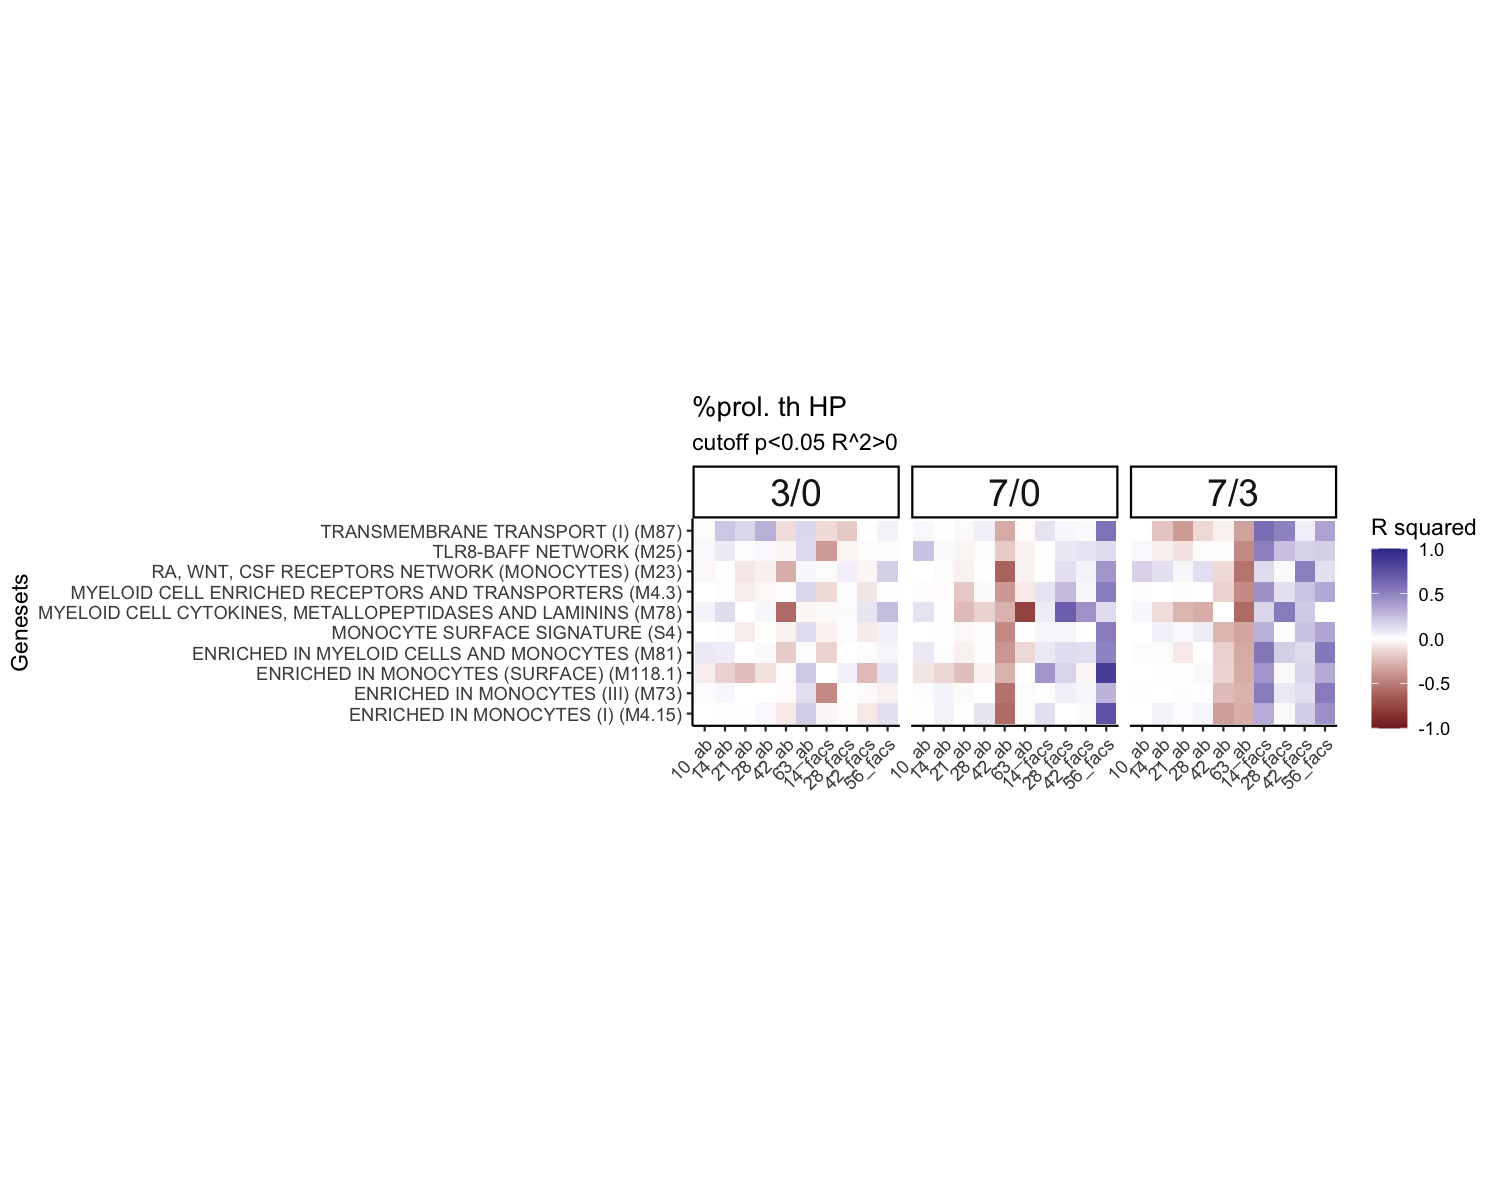 %prol. th HP
cutoff p<0.05 R^2>0
3/0
7/0
7/3
Genesets
TRANSMEMBRANE TRANSPORT (I) (M87)
TLR8-BAFF NETWORK (M25)
RA, WNT, CSF RECEPTORS NETWORK (MONOCYTES) (M23)
MYELOID CELL ENRICHED RECEPTORS AND TRANSPORTERS (M4.3)
MYELOID CELL CYTOKINES, METALLOPEPTIDASES AND LAMININS (M78)
MONOCYTE SURFACE SIGNATURE (S4)
ENRICHED IN MYELOID CELLS AND MONOCYTES (M81)
ENRICHED IN MONOCYTES (SURFACE) (M118.1)
ENRICHED IN MONOCYTES (III) (M73)
ENRICHED IN MONOCYTES (I) (M4.15)
10_ab
14_ab
21_ab
28_ab
42_ab
63_ab
14_facs
28_facs
42_facs
56_facs
10_ab
14_ab
21_ab
28_ab
42_ab
63_ab
14_facs
28_facs
42_facs
56_facs
10_ab
14_ab
21_ab
28_ab
42_ab
63_ab
14_facs
28_facs
42_facs
56_facs
R squared
1.0
0.5
0.0
-0.5
-1.0